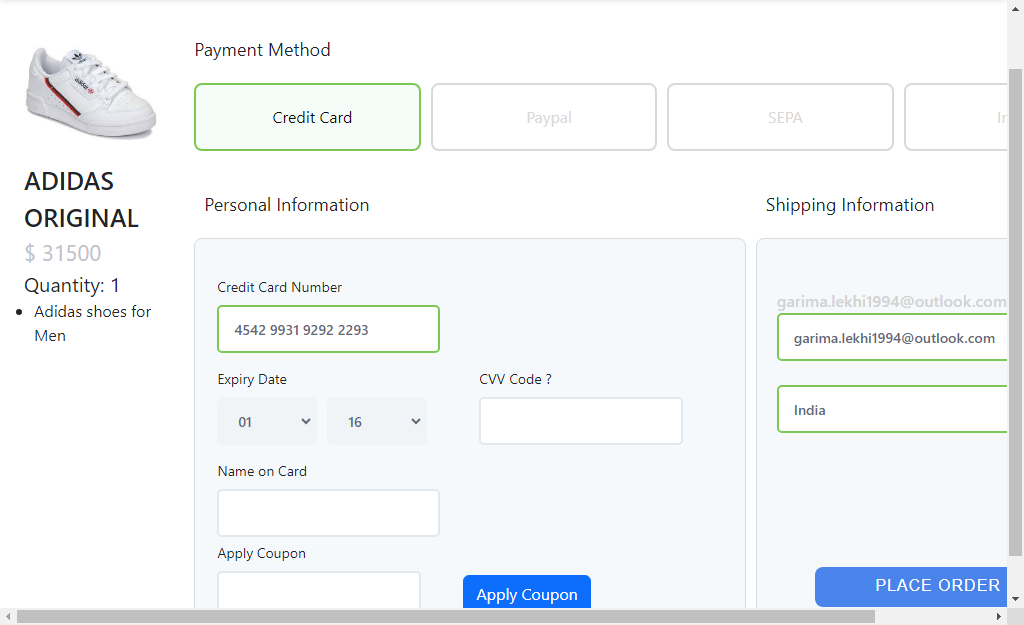 Payment Method
Credit Card
Paypal
SEPA
ADIDAS
ORIGINAL
$ 31500
Quantity: 1
Adidas shoes for
Men
Personal Information
Credit Card Number
4542 9931 9292 2293
Expiry Date
01
16
CVV Code ?
Name on Card
Apply Coupon
Apply Coupon
Shipping Information
garima.lekhi1994@outlook.com
garima.lekhi1994@outlook.com
India
PLACE ORDER